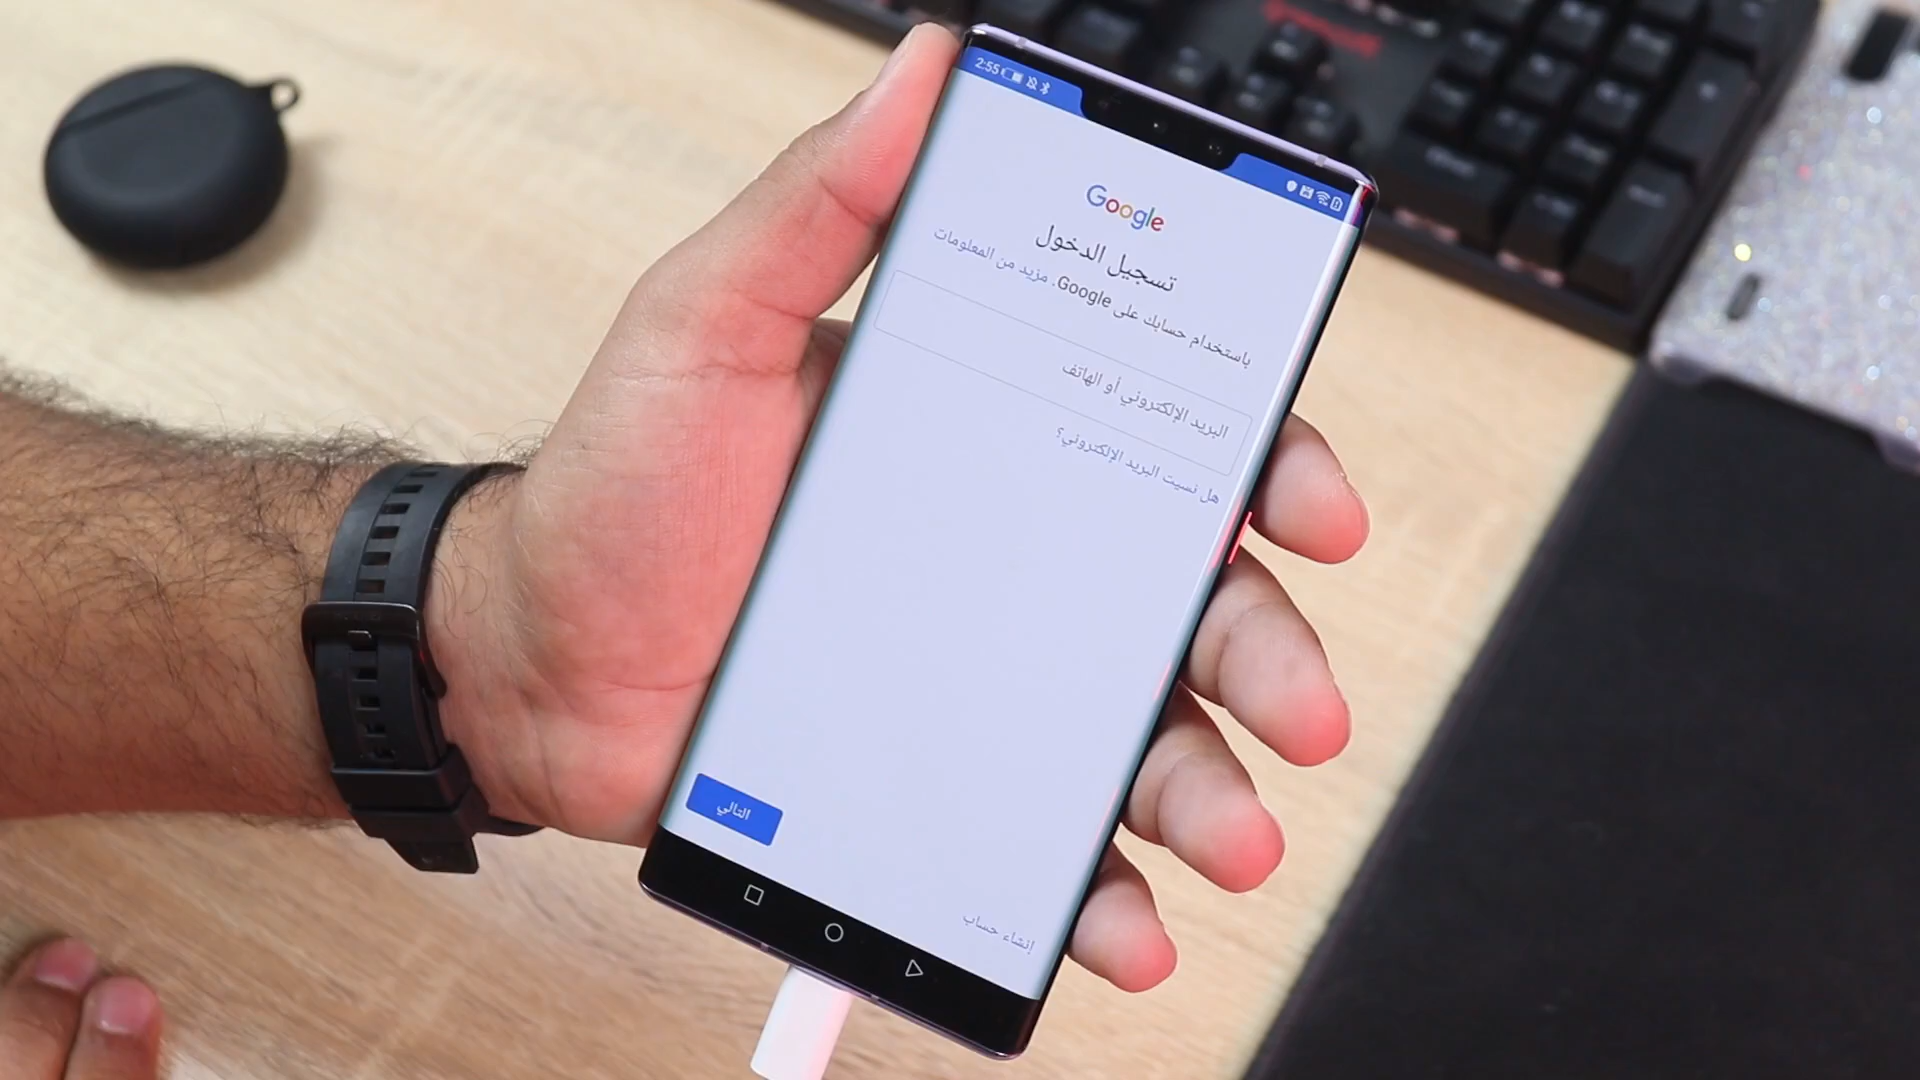 2:55
Google
تسجيل الدخول
باستخدام حسابك على Google. مزيد من المعلومات
البريد الإلكتروني أو الهاتف
هل نسيت البريد الإلكتروني؟
التالي
إنشاء حساب